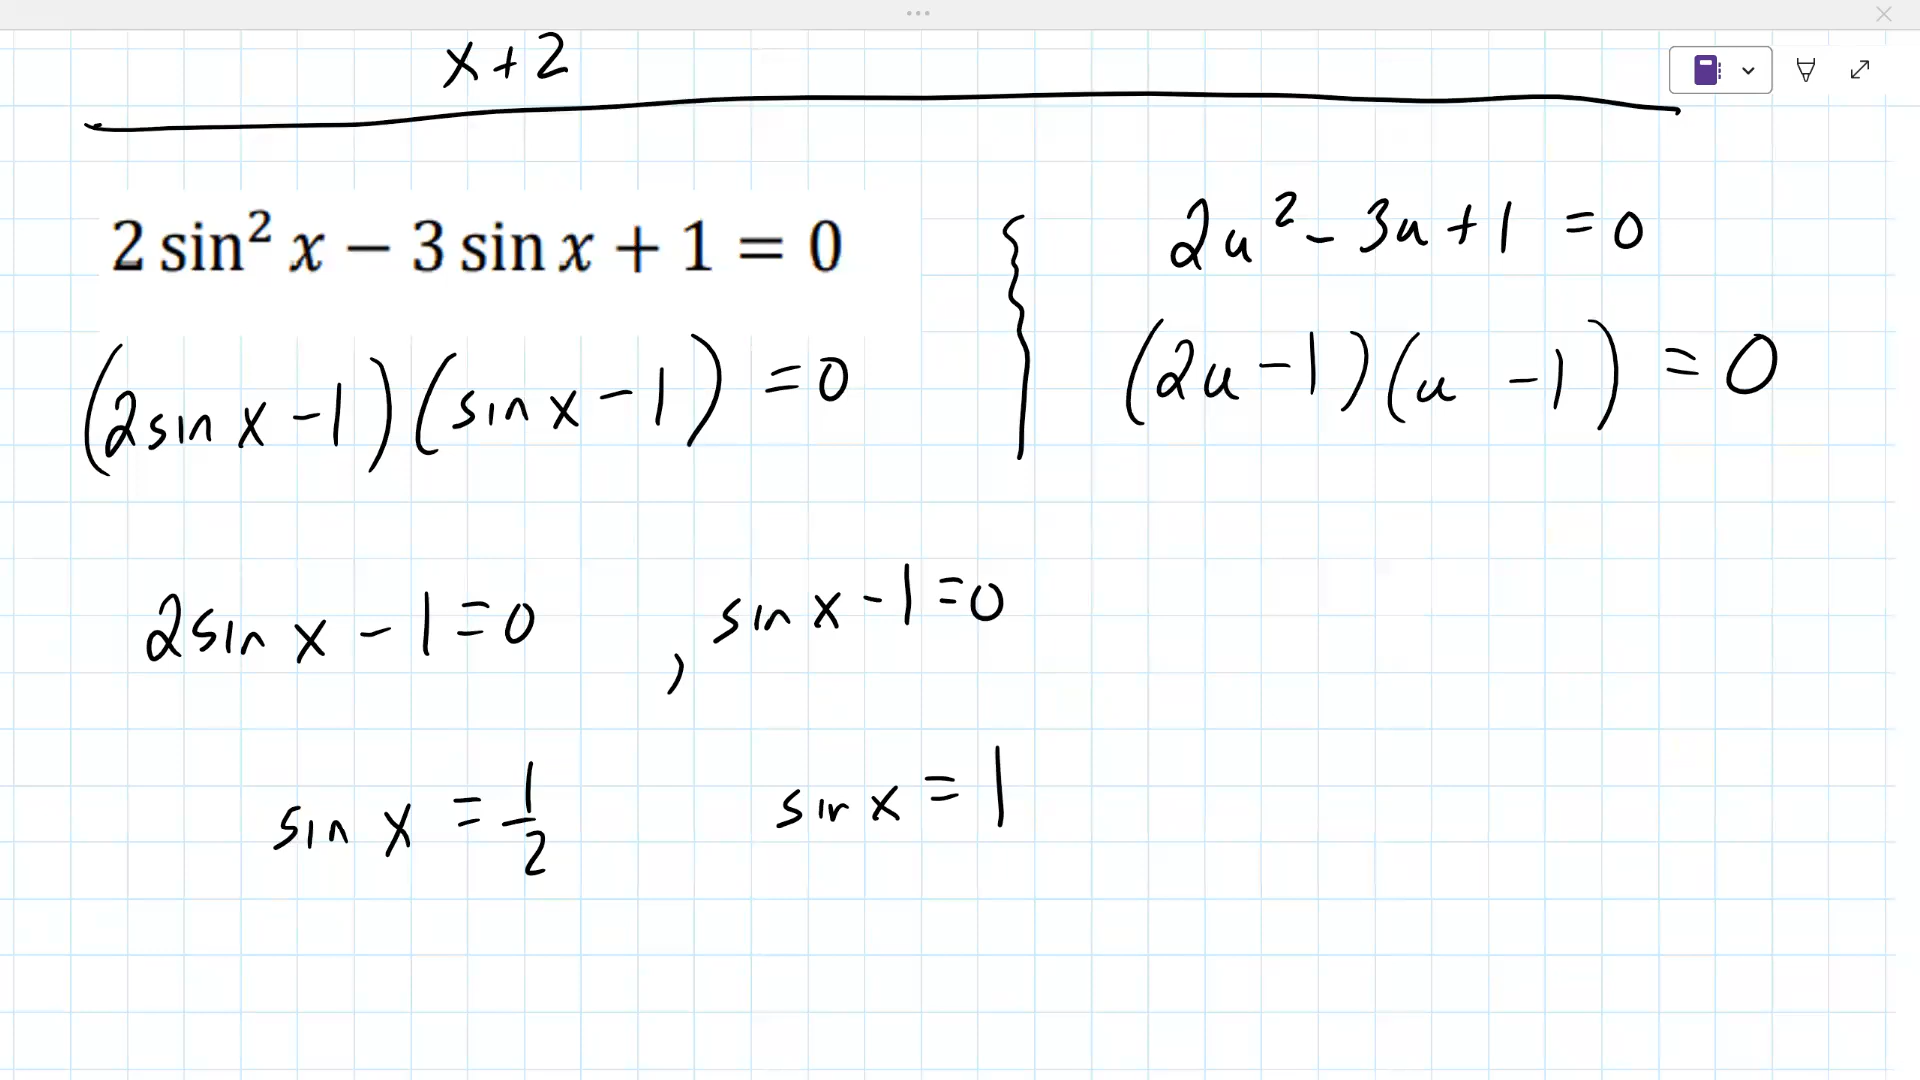 x + 2
2 sin² x − 3 sin x + 1 = 0
2u² - 3u + 1 = 0
(2sin x - 1)(sin x - 1) = 0
(2u - 1)(u - 1) = 0
2sin x - 1 = 0 , sin x - 1 = 0
sin x = 1/2
sin x = 1